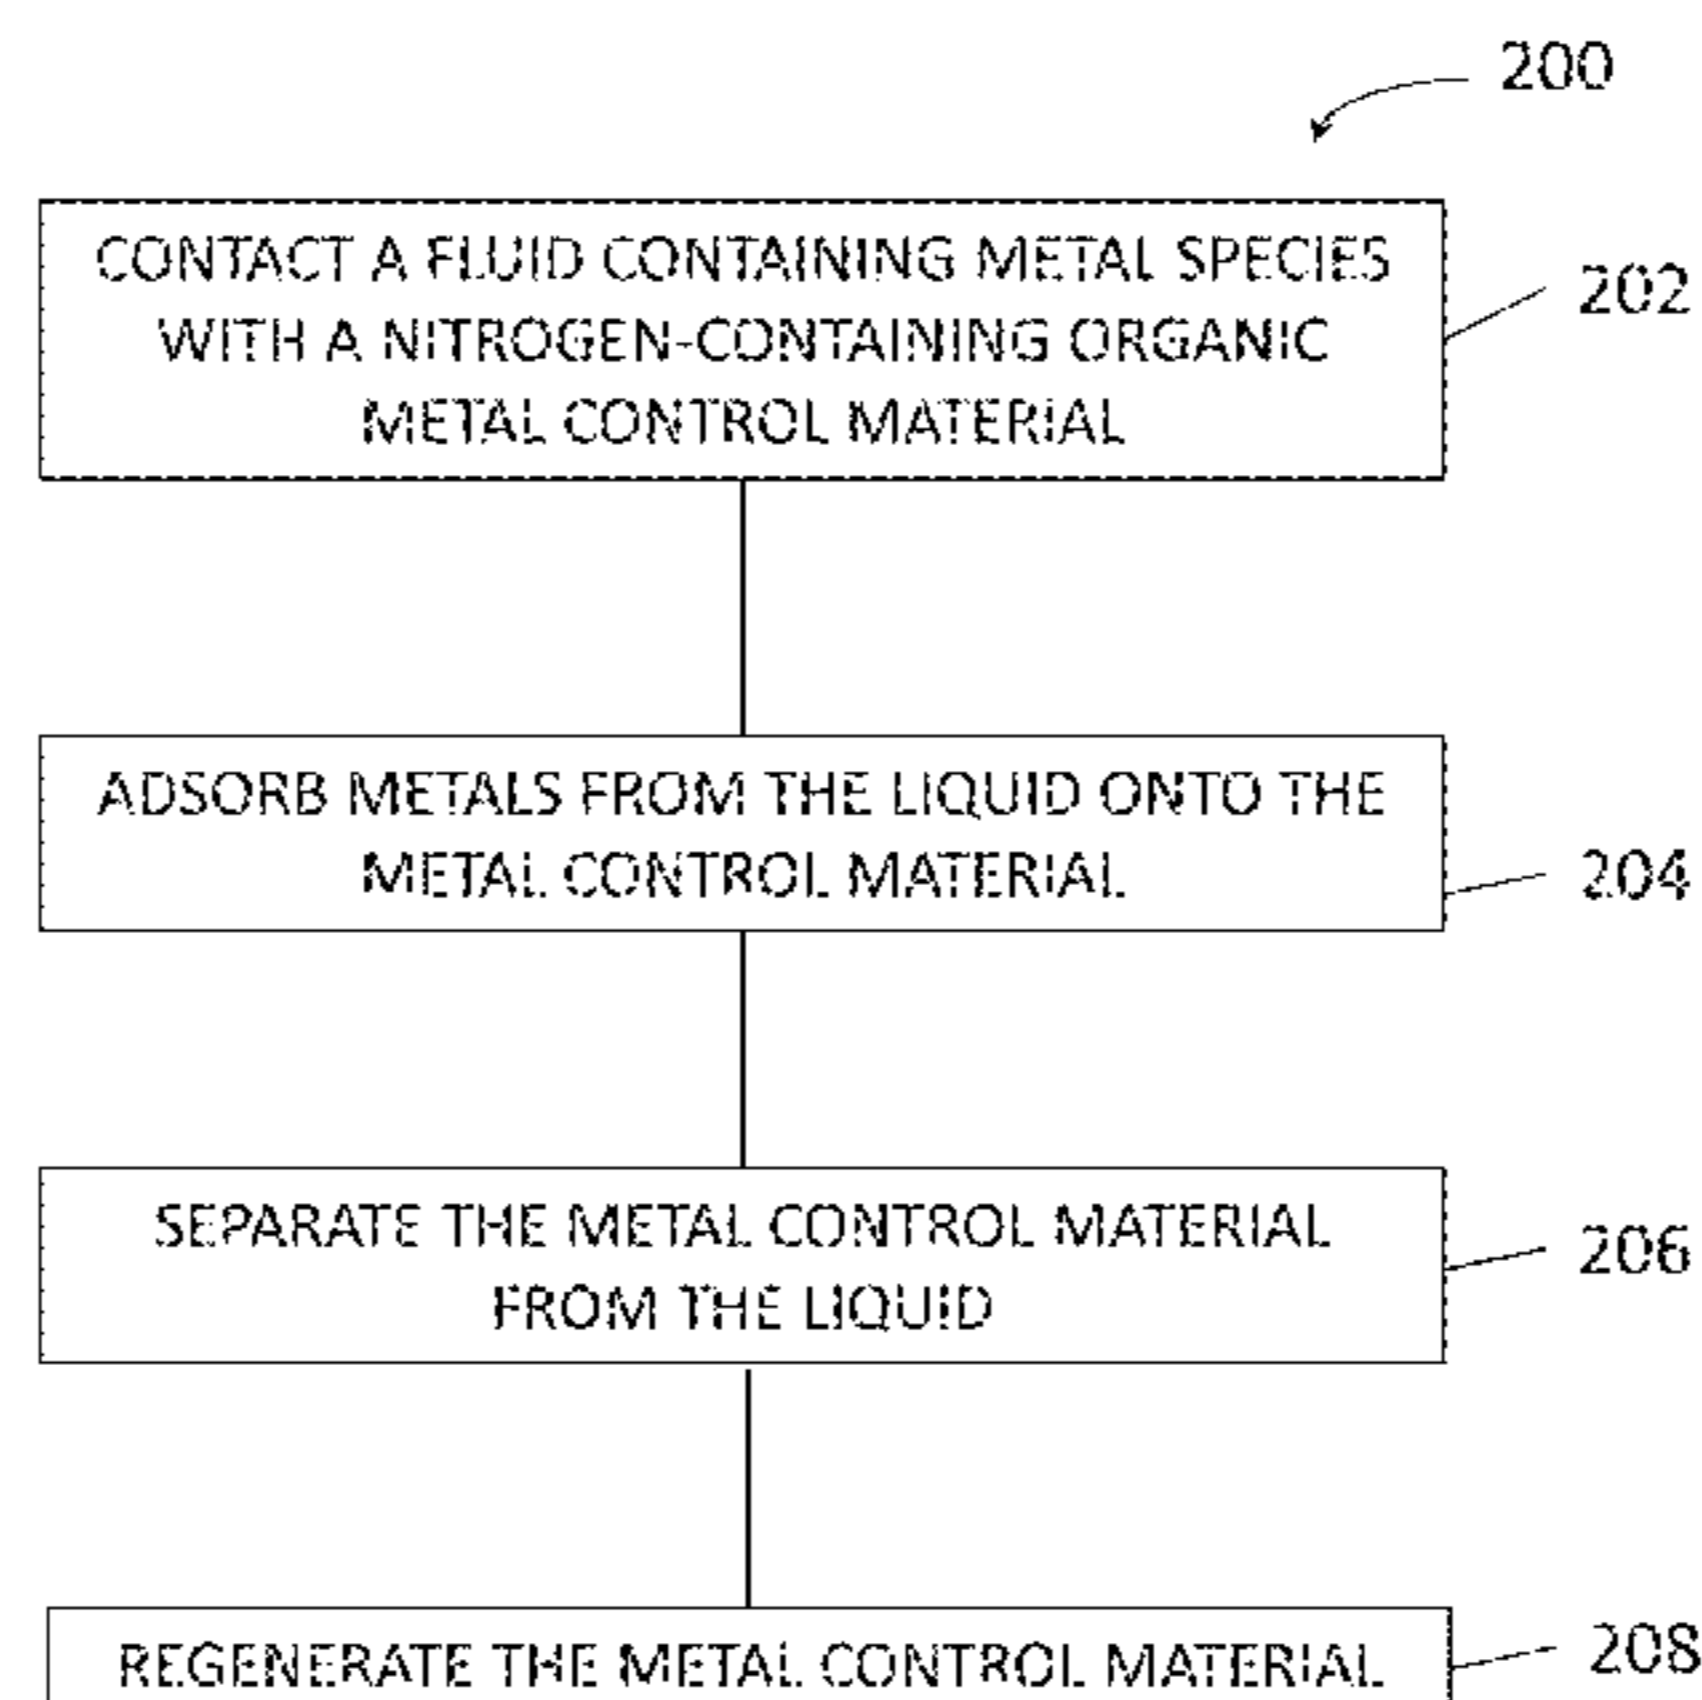 200
CONTACT A FLUID CONTAINING METAL SPECIES
WITH A NITROGEN-CONTAINING ORGANIC
METAL CONTROL MATERIAL
202
ADSORB METALS FROM THE LIQUID ONTO THE
METAL CONTROL MATERIAL
204
SEPARATE THE METAL CONTROL MATERIAL
FROM THE LIQUID
206
REGENERATE THE METAL CONTROL MATERIAL
208